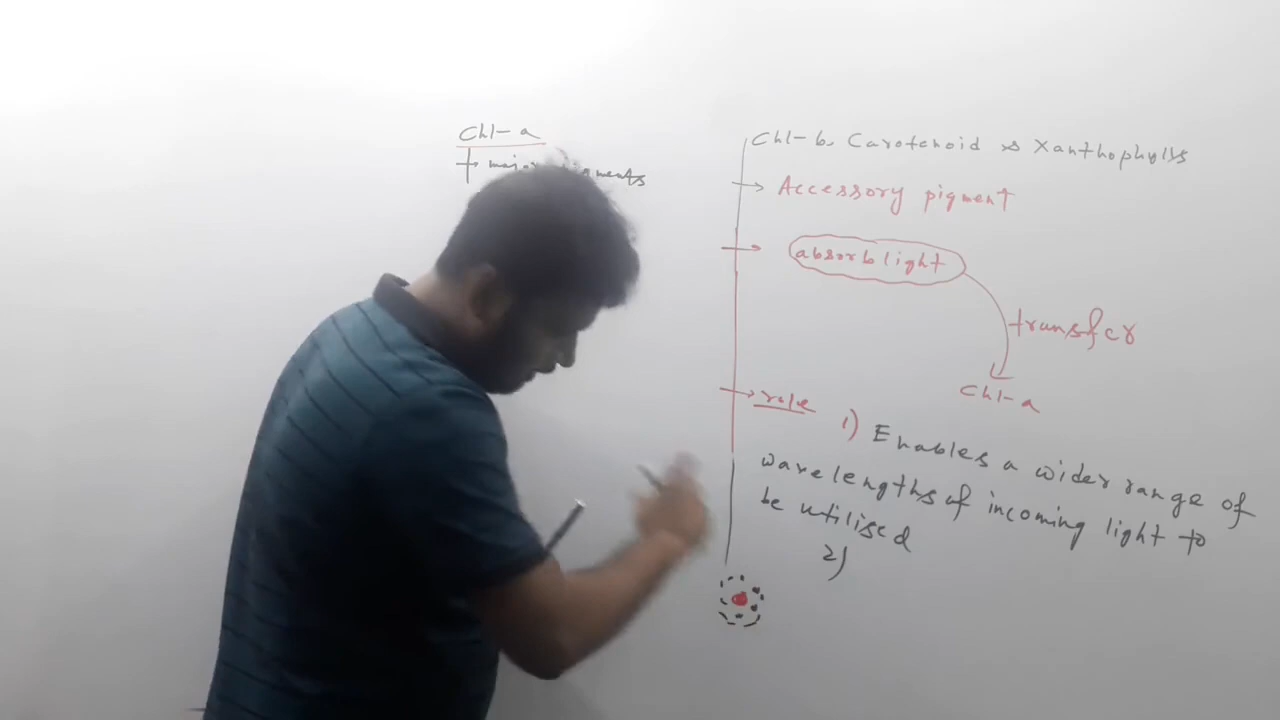 Chl-a
→ major pigments
Chl-b, Carotenoid & Xanthophylls
→ Accessory pigment
→ absorb light
transfer
Chl-a
→ role 1) Enables a wider range of
wavelengths of incoming light to
be utilised
2)